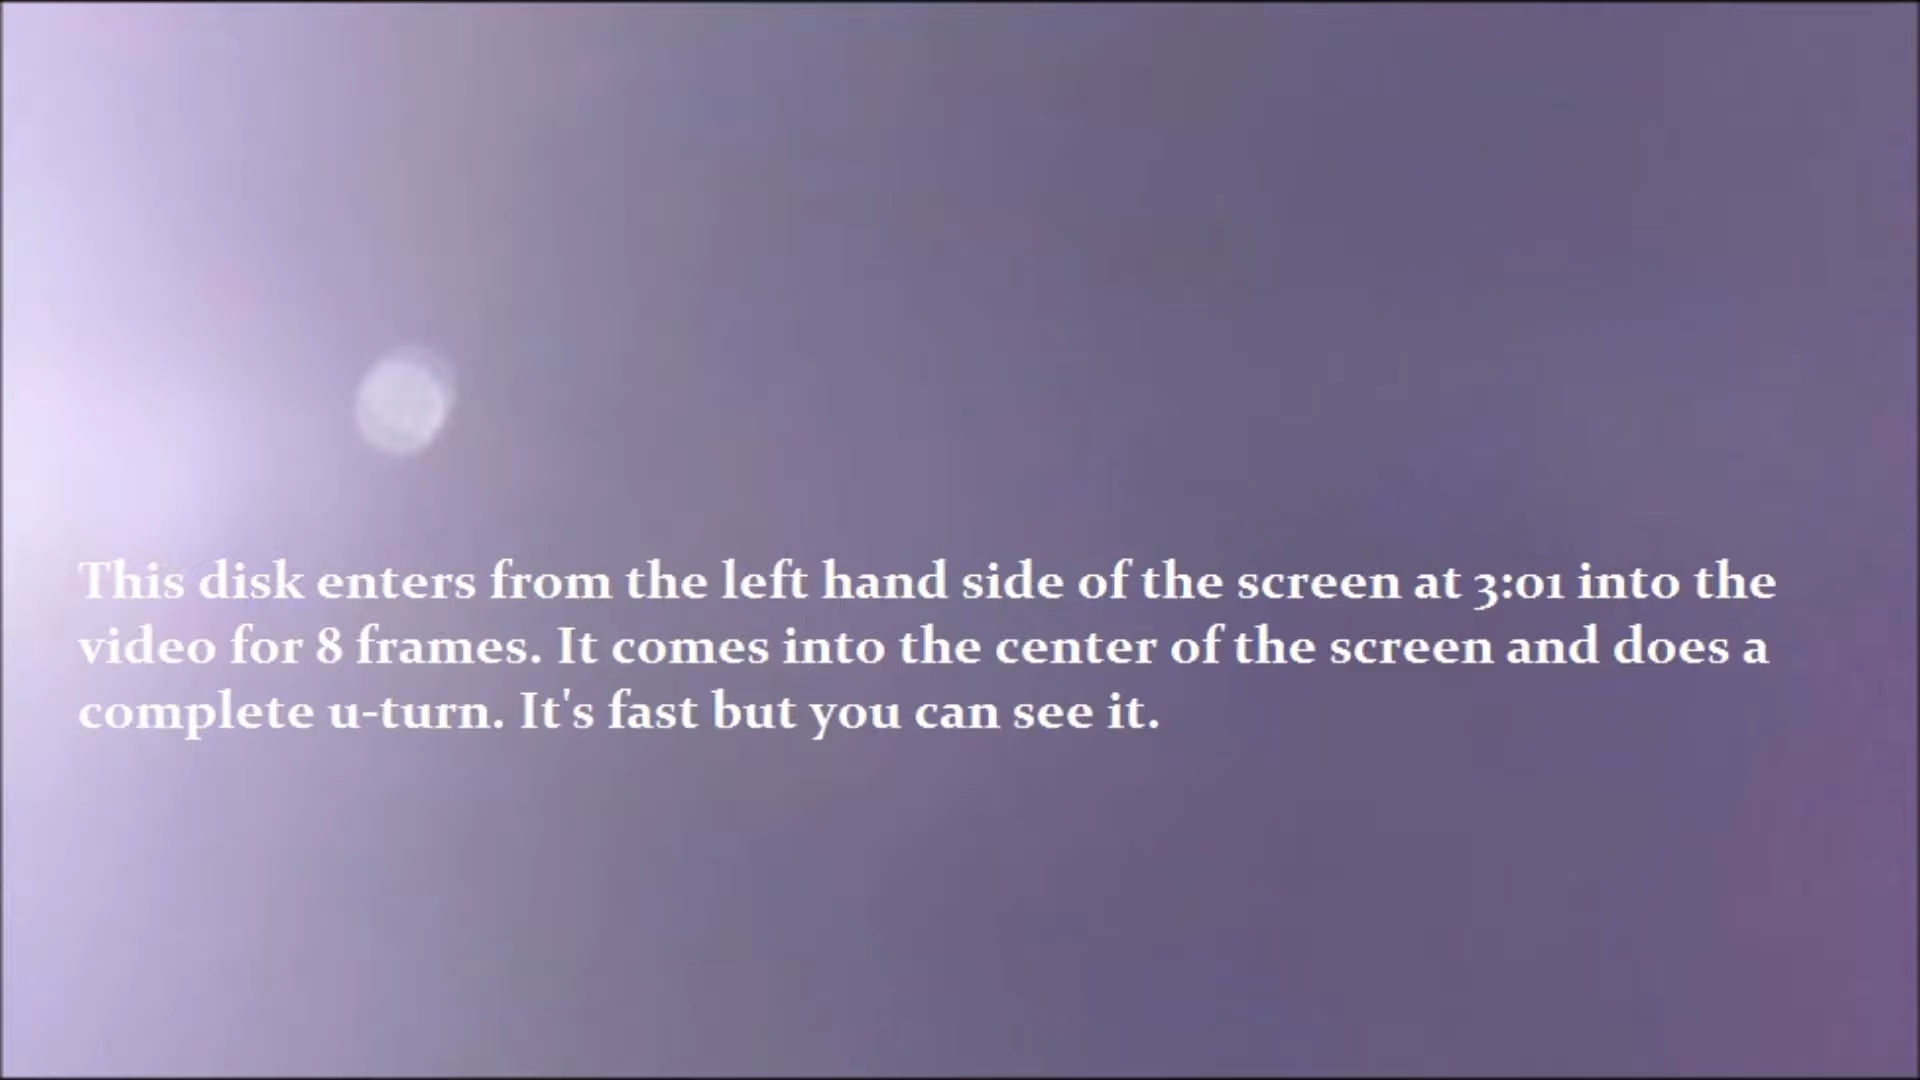 This disk enters from the left hand side of the screen at 3:01 into the
video for 8 frames. It comes into the center of the screen and does a
complete u-turn. It's fast but you can see it.